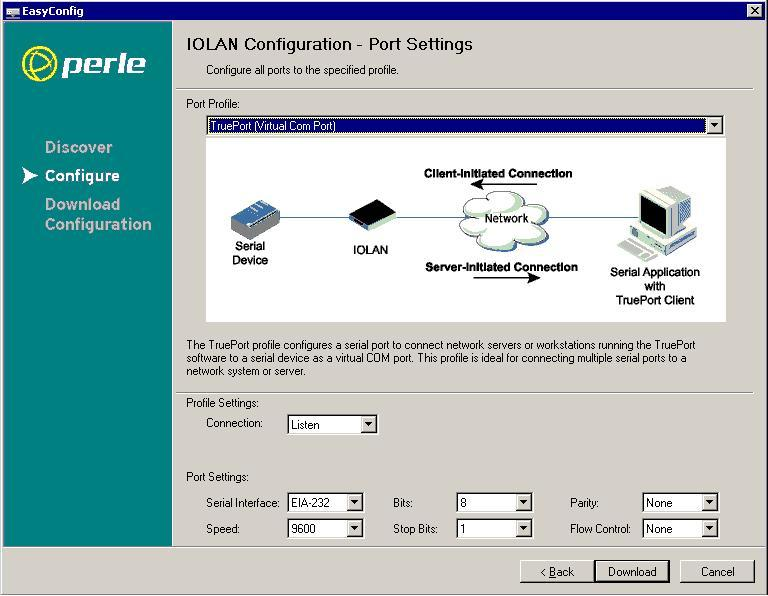 EasyConfig
perle
Discover
Configure
Download
Configuration
IOLAN Configuration - Port Settings
Configure all ports to the specified profile.
Port Profile:
TruePort (Virtual Com Port)
Client-Initiated Connection
Network
Serial
Device
IOLAN
Server-Initiated Connection
Serial Application
with
TruePort Client
The TruePort profile configures a serial port to connect network servers or workstations running the TruePort
software to a serial device as a virtual COM port. This profile is ideal for connecting multiple serial ports to a
network system or server.
Profile Settings:
Connection: Listen
Port Settings:
Serial Interface: EIA-232 Bits: 8 Parity: None
Speed: 9600 Stop Bits: 1 Flow Control: None
< Back Download Cancel